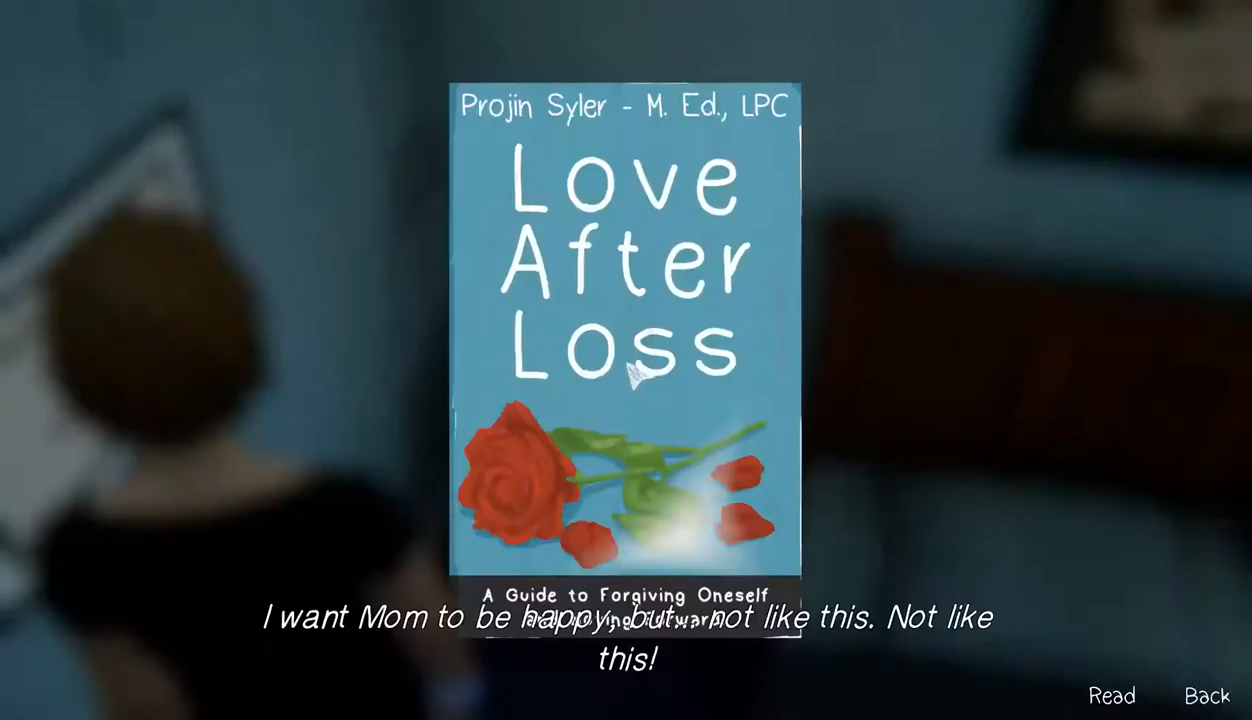 Projin Syler - M. Ed., LPC
Love
After
Loss
A Guide to Forgiving Oneself
I want Mom to be happy, but... not like this. Not like
this!
Read Back